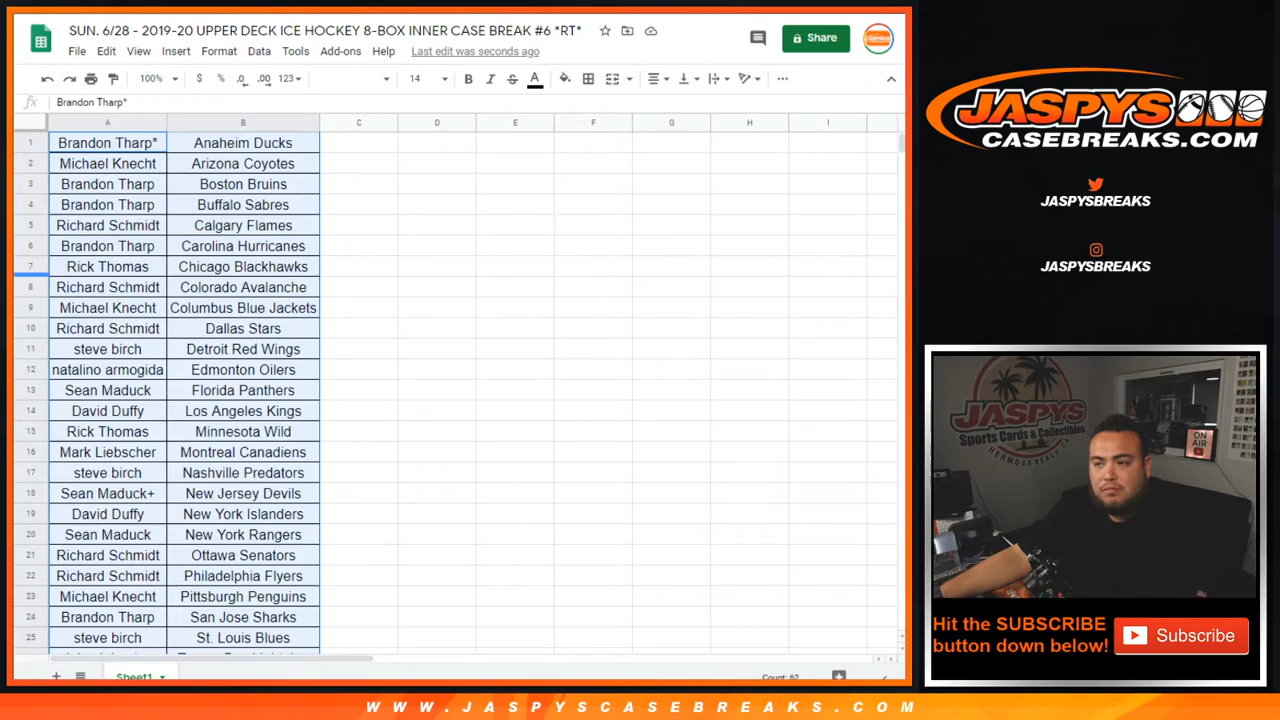 SUN. 6/28 - 2019-20 UPPER DECK ICE HOCKEY 8-BOX INNER CASE BREAK #6 *RT*
File Edit View Insert Format Data Tools Add-ons Help Last edit was seconds ago
Share
100% $ % .0 .00 123 14 B I S A
fx Brandon Tharp*
A B C D E F G H I
1 Brandon Tharp* Anaheim Ducks
2 Michael Knecht Arizona Coyotes
3 Brandon Tharp Boston Bruins
4 Brandon Tharp Buffalo Sabres
5 Richard Schmidt Calgary Flames
6 Brandon Tharp Carolina Hurricanes
7 Rick Thomas Chicago Blackhawks
8 Richard Schmidt Colorado Avalanche
9 Michael Knecht Columbus Blue Jackets
10 Richard Schmidt Dallas Stars
11 steve birch Detroit Red Wings
12 natalino armogida Edmonton Oilers
13 Sean Maduck Florida Panthers
14 David Duffy Los Angeles Kings
15 Rick Thomas Minnesota Wild
16 Mark Liebscher Montreal Canadiens
17 steve birch Nashville Predators
18 Sean Maduck+ New Jersey Devils
19 David Duffy New York Islanders
20 Sean Maduck New York Rangers
21 Richard Schmidt Ottawa Senators
22 Richard Schmidt Philadelphia Flyers
23 Michael Knecht Pittsburgh Penguins
24 Brandon Tharp San Jose Sharks
25 steve birch St. Louis Blues
Sheet1
Count: 62
JASPYS
CASEBREAKS.COM
JASPYSBREAKS
JASPYSBREAKS
JASPYS
Sports Cards & Collectibles
HERMOSA BEACH, CA
ON AIR
Hit the SUBSCRIBE
button down below!
Subscribe
WWW.JASPYSCASEBREAKS.COM